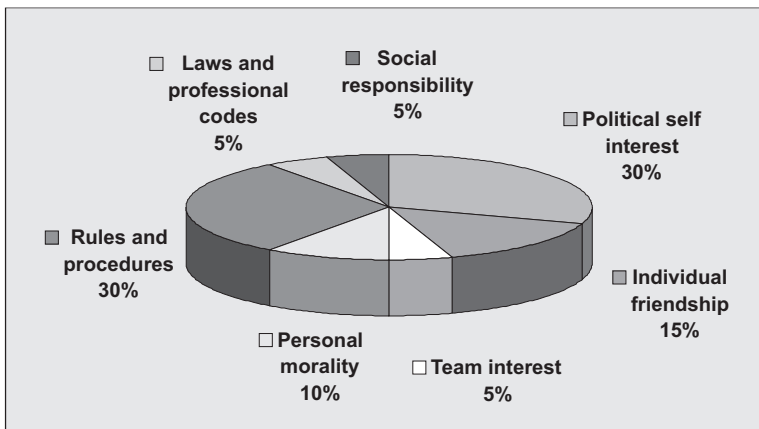 Laws and
professional
codes
5%
Social
responsibility
5%
Political self
interest
30%
Rules and
procedures
30%
Individual
friendship
15%
Personal
morality
10%
Team interest
5%